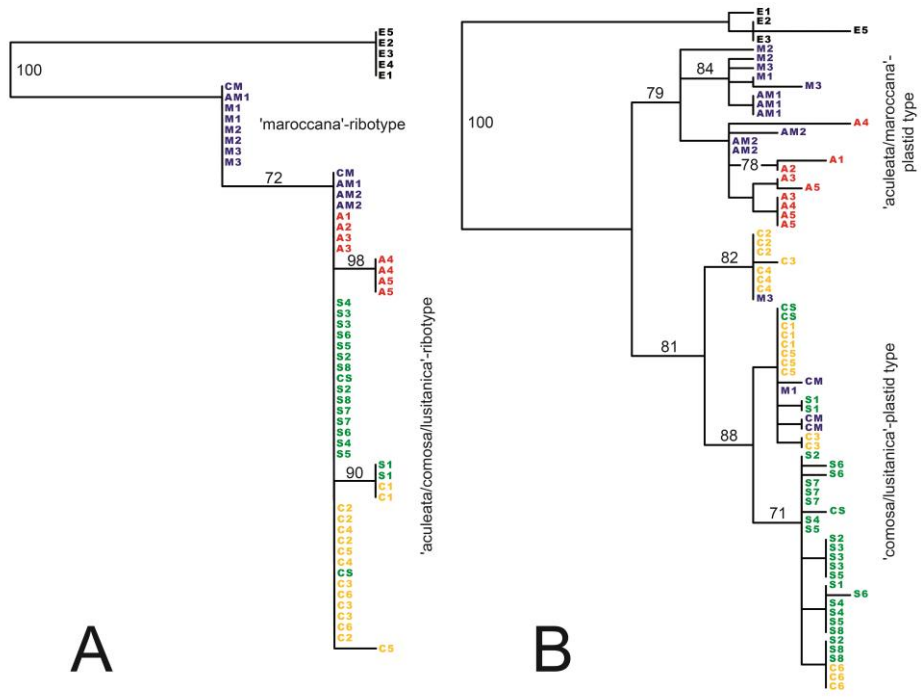 E5
E2
E3
E4
E1
100
CM
AM1
M1
M1
M2
M2
M3
M3
'maroccana'-ribotype
72
CM
AM1
AM2
AM2
A1
A2
A3
A3
98
A4
A4
A5
A5
S4
S3
S3
S6
S5
S2
S8
CS
S2
S8
S7
S7
S6
S4
S5
90
S1
S1
C1
C1
C2
C2
C4
C2
C5
C4
CS
C3
C6
C3
C3
C6
C2
C5
'aculeata/comosa/lusitanica'-ribotype
A
E1
E2
E5
E3
100
M2
M2
84
M3
M1
M3
79
AM1
AM1
AM1
A4
AM2
AM2
AM2
78
A1
A2
A3
A5
A3
A4
A5
A5
'aculeata/maroccana'-
plastid type
C2
C2
C2
82
C3
C4
C4
C4
M3
81
CS
CS
C1
C1
C1
C5
C5
C5
CM
M1
S1
S1
CM
CM
88
C3
C3
S2
S6
S6
S7
S7
S7
71
CS
S4
S5
S2
S3
S3
S3
S5
S1
S6
S4
S4
S5
S8
S2
S8
S8
C6
C6
C6
'comosa/lusitanica'-plastid type
B